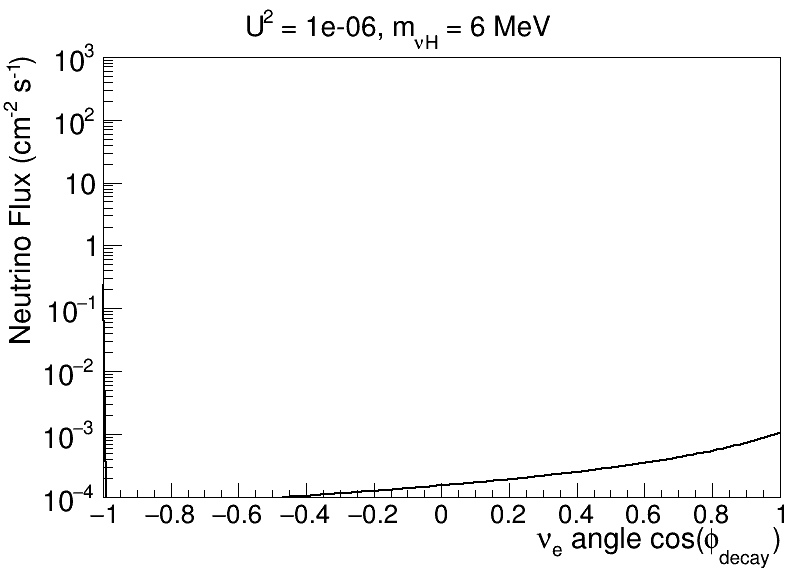 U² = 1e-06, m_νH = 6 MeV
Neutrino Flux (cm⁻² s⁻¹)
10³
10²
10
1
10⁻¹
10⁻²
10⁻³
10⁻⁴
−1 −0.8 −0.6 −0.4 −0.2 0 0.2 0.4 0.6 0.8 1
ν_e angle cos(ϕ_decay)